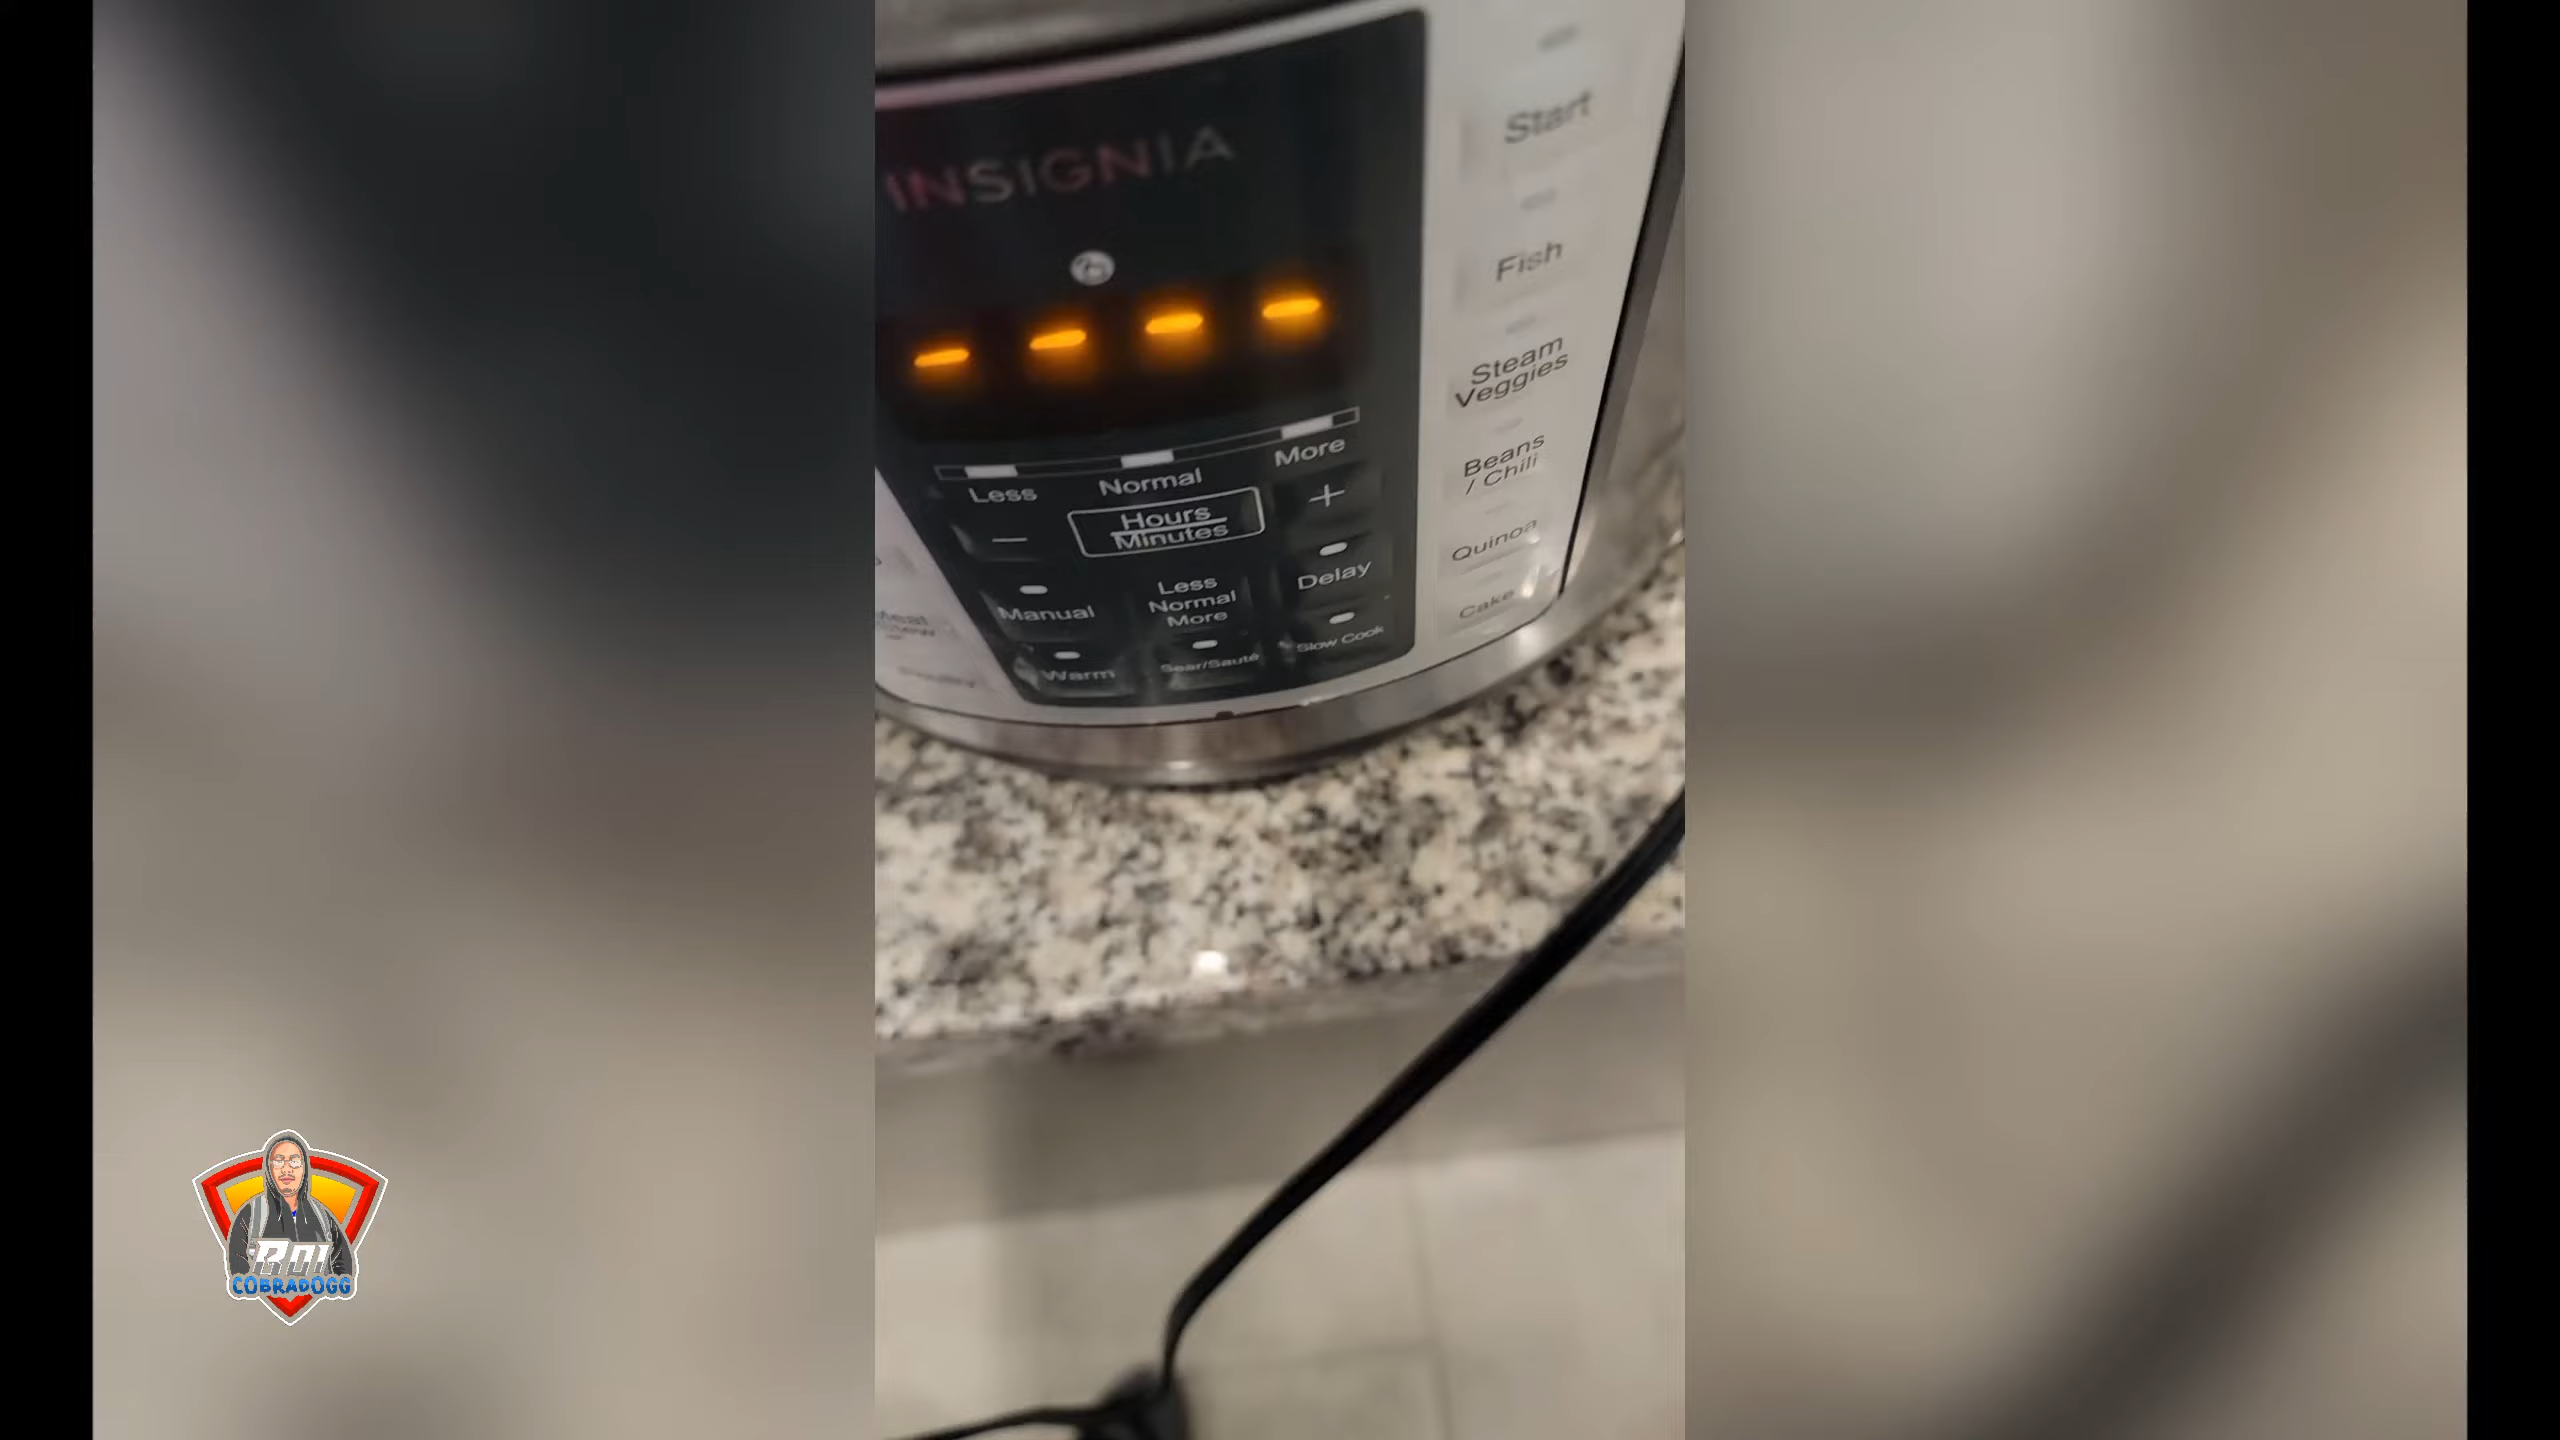 INSIGNIA
Less
Normal
More
—
Hours
Minutes
+
Manual
Less
Normal
More
Delay
Warm
Sear/Sauté
Slow Cook
Start
Fish
Steam
Veggies
Beans
/ Chili
Quinoa
Cake
ROI
COBRADOGG